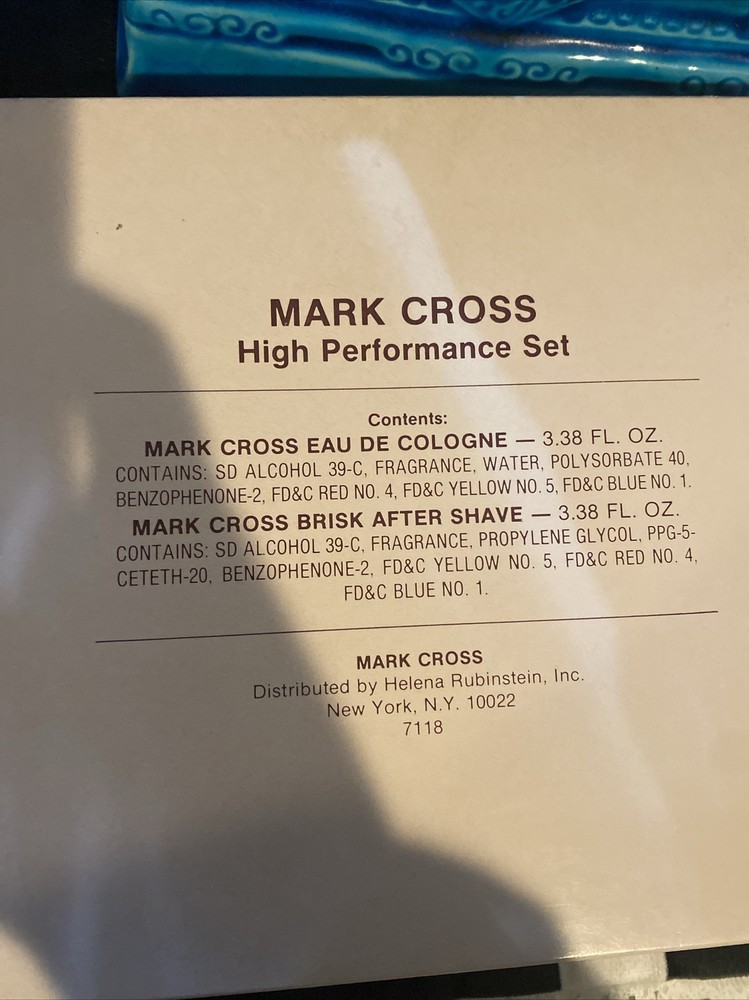 MARK CROSS
High Performance Set
Contents:
MARK CROSS EAU DE COLOGNE — 3.38 FL. OZ.
CONTAINS: SD ALCOHOL 39-C, FRAGRANCE, WATER, POLYSORBATE 40,
BENZOPHENONE-2, FD&C RED NO. 4, FD&C YELLOW NO. 5, FD&C BLUE NO. 1.
MARK CROSS BRISK AFTER SHAVE — 3.38 FL. OZ.
CONTAINS: SD ALCOHOL 39-C, FRAGRANCE, PROPYLENE GLYCOL, PPG-5-
CETETH-20, BENZOPHENONE-2, FD&C YELLOW NO. 5, FD&C RED NO. 4,
FD&C BLUE NO. 1.
MARK CROSS
Distributed by Helena Rubinstein, Inc.
New York, N.Y. 10022
7118